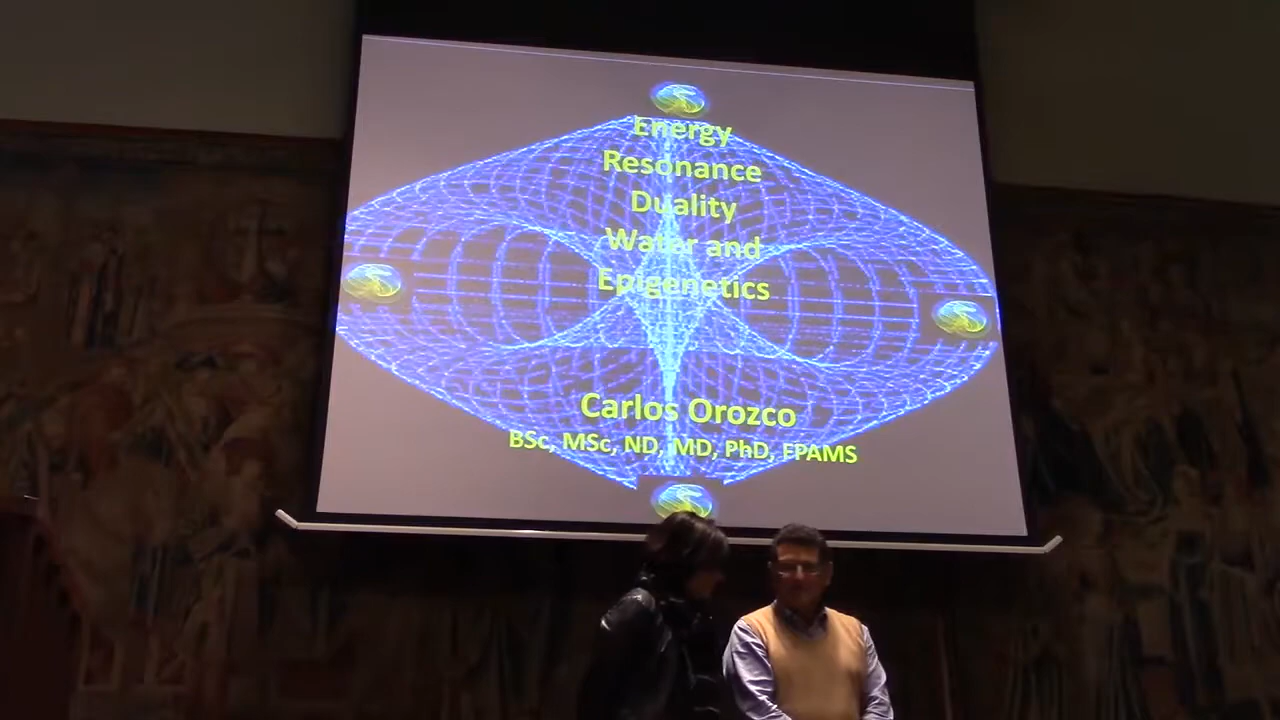 Energy
Resonance
Duality
Water and
Epigenetics
Carlos Orozco
BSc, MSc, ND, MD, PhD, FPAMS